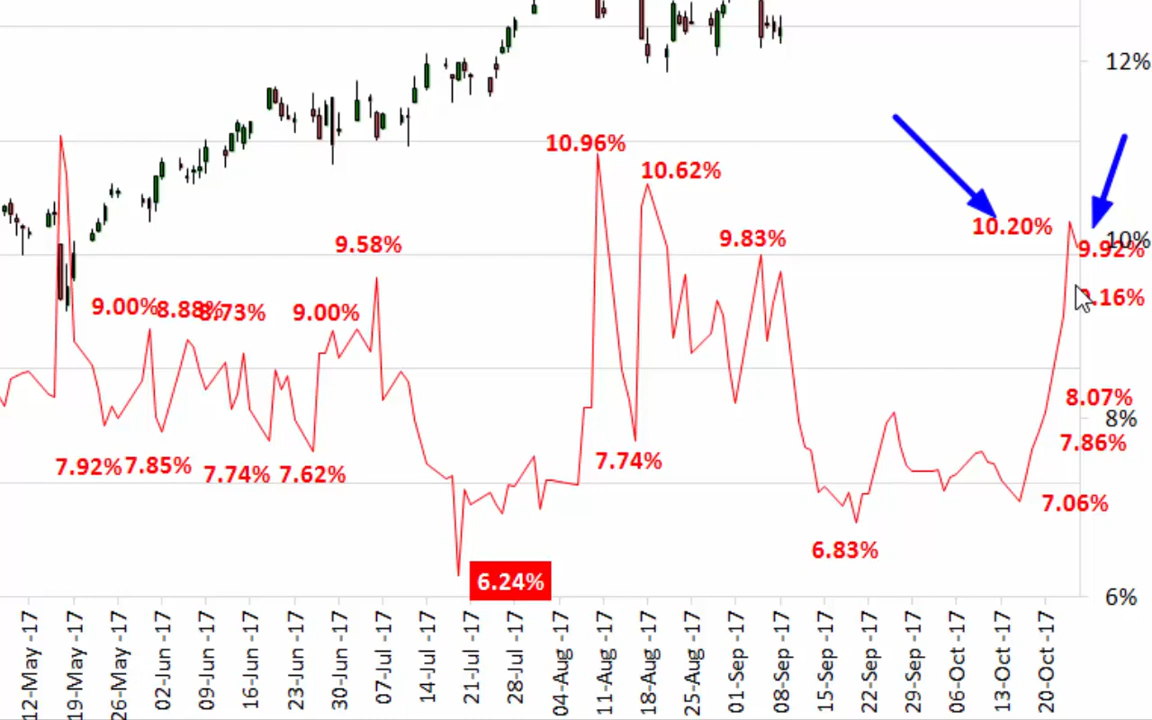 12%
10.96%
10.62%
10.20%
9.83%
10%
9.58%
9.92%
9.00%
8.88%
8.73%
9.00%
.16%
8.07%
8%
7.86%
7.92%
7.85%
7.74%
7.62%
7.74%
7.06%
6.83%
6.24%
6%
12-May -17
19-May -17
26-May -17
02-Jun -17
09-Jun -17
16-Jun -17
23-Jun -17
30-Jun -17
07-Jul -17
14-Jul -17
21-Jul -17
28-Jul -17
04-Aug -17
11-Aug -17
18-Aug -17
25-Aug -17
01-Sep -17
08-Sep -17
15-Sep -17
22-Sep -17
29-Sep -17
06-Oct -17
13-Oct -17
20-Oct -17